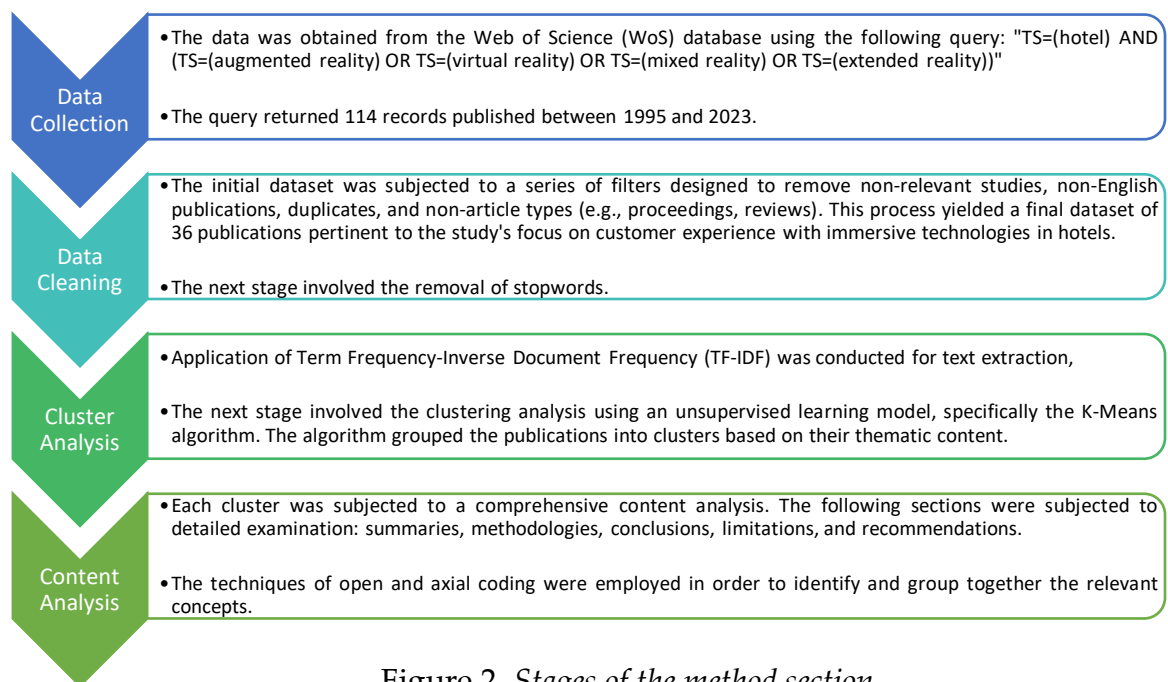 •The data was obtained from the Web of Science (WoS) database using the following query: "TS=(hotel) AND
(TS=(augmented reality) OR TS=(virtual reality) OR TS=(mixed reality) OR TS=(extended reality))"
Data
Collection
•The query returned 114 records published between 1995 and 2023.
•The initial dataset was subjected to a series of filters designed to remove non-relevant studies, non-English
publications, duplicates, and non-article types (e.g., proceedings, reviews). This process yielded a final dataset of
36 publications pertinent to the study's focus on customer experience with immersive technologies in hotels.
Data
Cleaning
•The next stage involved the removal of stopwords.
•Application of Term Frequency-Inverse Document Frequency (TF-IDF) was conducted for text extraction,
Cluster
Analysis
•The next stage involved the clustering analysis using an unsupervised learning model, specifically the K-Means
algorithm. The algorithm grouped the publications into clusters based on their thematic content.
•Each cluster was subjected to a comprehensive content analysis. The following sections were subjected to
detailed examination: summaries, methodologies, conclusions, limitations, and recommendations.
Content
Analysis
•The techniques of open and axial coding were employed in order to identify and group together the relevant
concepts.
Figure 2. Stages of the method section